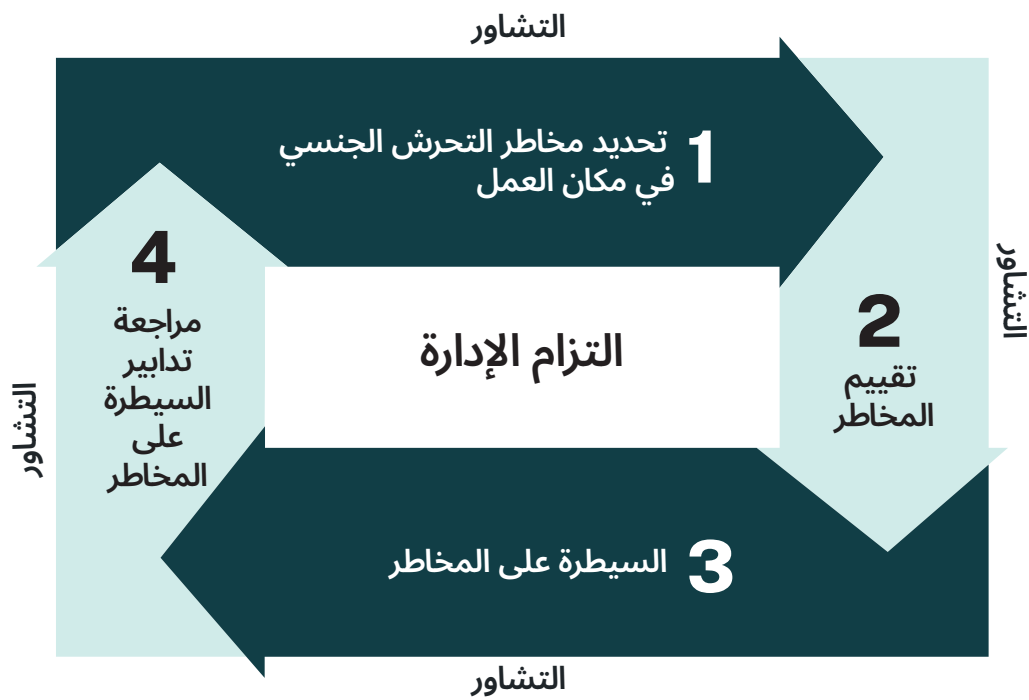 التشاور
1 تحديد مخاطر التحرش الجنسي
في مكان العمل
التشاور
2
تقييم
المخاطر
التزام الإدارة
4
مراجعة
تدابير
السيطرة
على
المخاطر
التشاور
3 السيطرة على المخاطر
التشاور